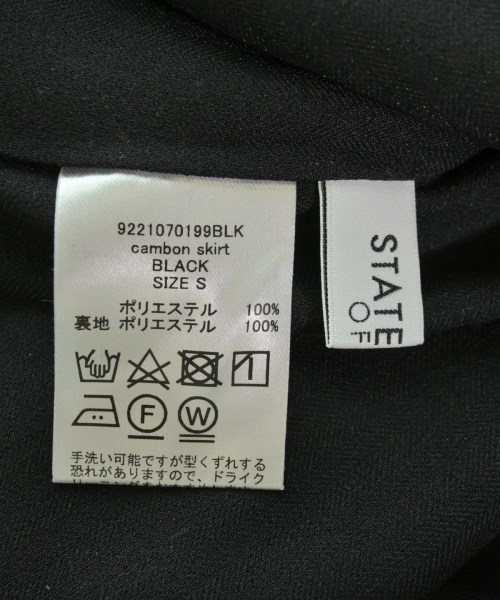 9221070199BLK
cambon skirt
BLACK
SIZE S
ポリエステル 100%
裏地 ポリエステル 100%
F
W
手洗い可能ですが型くずれする
恐れがありますので、ドライク
STATE
OF